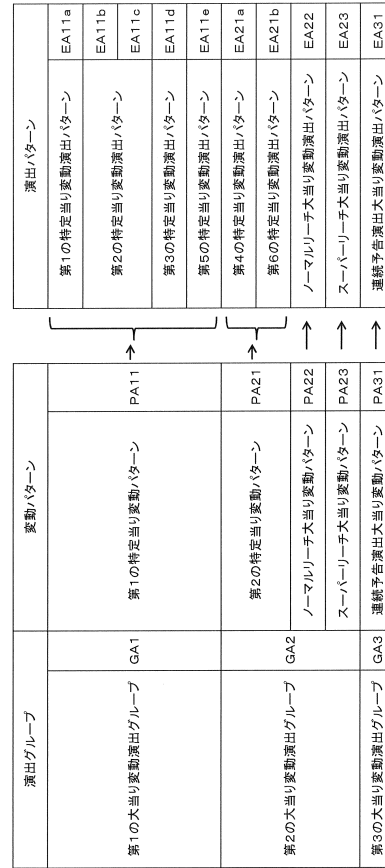 演出グループ
変動パターン
演出パターン
第1の大当り変動演出グループ
GA1
第1の特定当り変動パターン
PA11
第1の特定当り変動演出パターン
EA11a
第2の特定当り変動演出パターン
EA11b
EA11c
第3の特定当り変動演出パターン
EA11d
第5の特定当り変動演出パターン
EA11e
第2の大当り変動演出グループ
GA2
第2の特定当り変動パターン
PA21
第4の特定当り変動演出パターン
EA21a
第6の特定当り変動演出パターン
EA21b
ノーマルリーチ大当り変動パターン
PA22
ノーマルリーチ大当り変動演出パターン
EA22
スーパーリーチ大当り変動パターン
PA23
スーパーリーチ大当り変動演出パターン
EA23
第3の大当り変動演出グループ
GA3
連続予告演出大当り変動パターン
PA31
連続予告演出大当り変動演出パターン
EA31